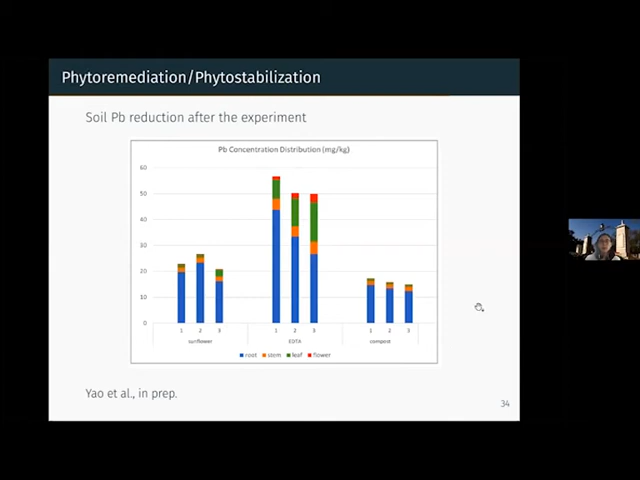 Phytoremediation/Phytostabilization
Soil Pb reduction after the experiment
Pb Concentration Distribution (mg/kg)
60
50
40
30
20
10
0
1 2 3 1 2 3 1 2 3
sunflower EDTA compost
root stem leaf flower
Yao et al., in prep.
34